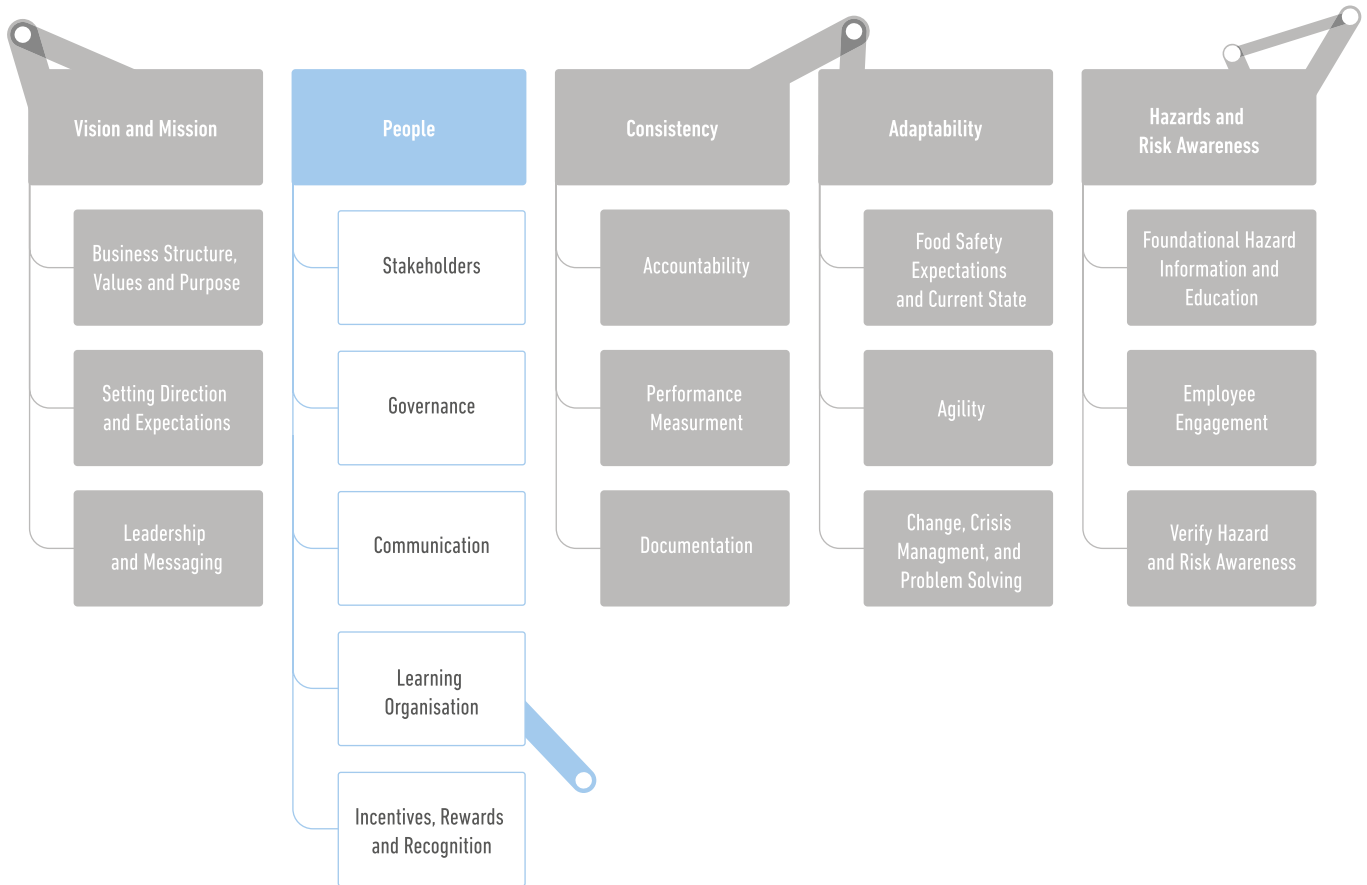 Vision and Mission
Business Structure,
Values and Purpose
Setting Direction
and Expectations
Leadership
and Messaging
People
Stakeholders
Governance
Communication
Learning
Organisation
Incentives, Rewards
and Recognition
Consistency
Accountability
Performance
Measurment
Documentation
Adaptability
Food Safety
Expectations
and Current State
Agility
Change, Crisis
Managment, and
Problem Solving
Hazards and
Risk Awareness
Foundational Hazard
Information and
Education
Employee
Engagement
Verify Hazard
and Risk Awareness